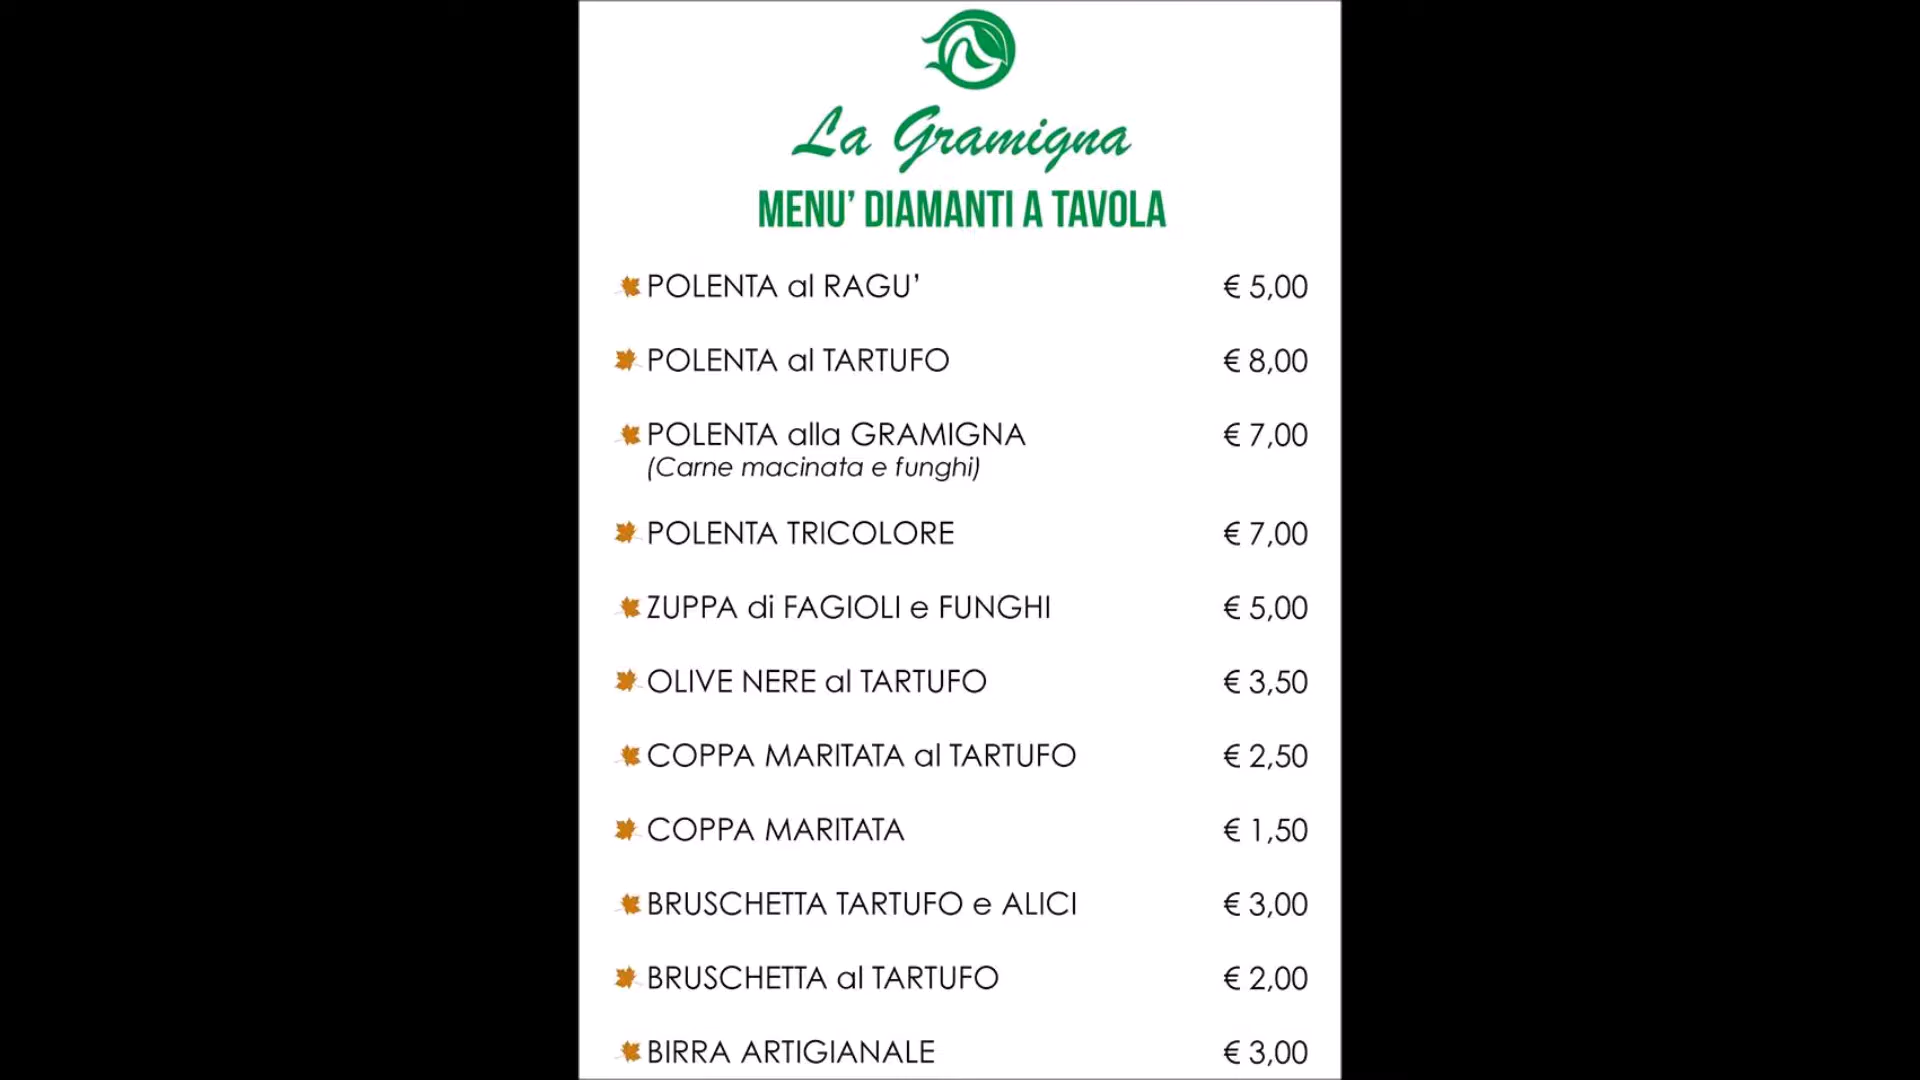 La Gramigna
MENU' DIAMANTI A TAVOLA
POLENTA al RAGU' € 5,00
POLENTA al TARTUFO € 8,00
POLENTA alla GRAMIGNA € 7,00
(Carne macinata e funghi)
POLENTA TRICOLORE € 7,00
ZUPPA di FAGIOLI e FUNGHI € 5,00
OLIVE NERE al TARTUFO € 3,50
COPPA MARITATA al TARTUFO € 2,50
COPPA MARITATA € 1,50
BRUSCHETTA TARTUFO e ALICI € 3,00
BRUSCHETTA al TARTUFO € 2,00
BIRRA ARTIGIANALE € 3,00